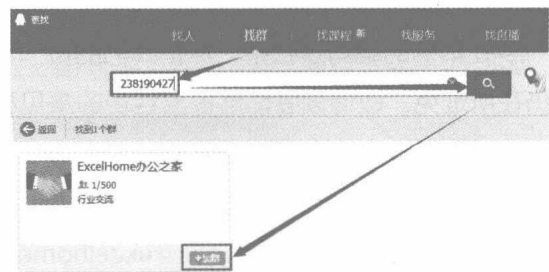 查找
找人 找群 找课程 找服务 找直播
238190427
返回 找到1个群
ExcelHome办公之家
1/500
行业交流
+加群